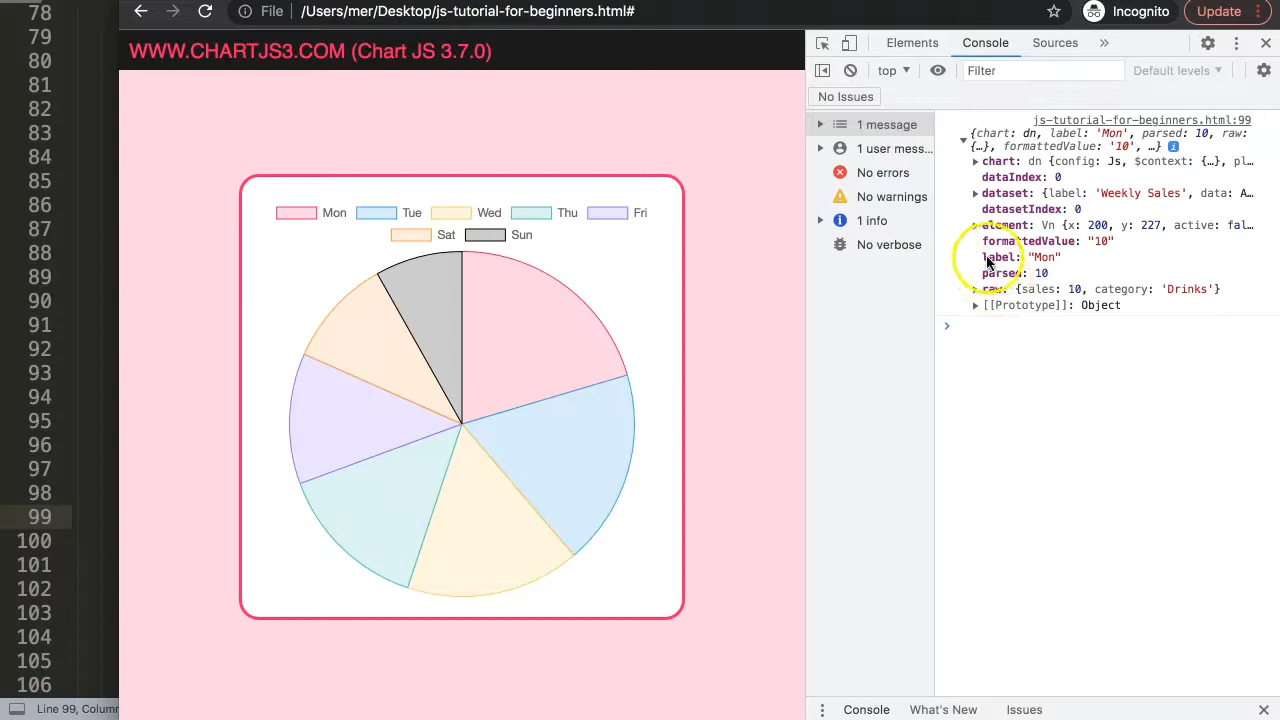 78
79
80
81
82
83
84
85
86
87
88
89
90
91
92
93
94
95
96
97
98
99
100
101
102
103
104
105
106
Line 99, Column
File /Users/mer/Desktop/js-tutorial-for-beginners.html# Incognito Update
WWW.CHARTJS3.COM (Chart JS 3.7.0)
Mon Tue Wed Thu Fri
Sat Sun
Elements Console Sources
top Filter Default levels
No Issues
1 message
1 user mess...
No errors
No warnings
1 info
No verbose
js-tutorial-for-beginners.html:99
{chart: dn, label: 'Mon', parsed: 10, raw:
{…}, formattedValue: '10', …}
chart: dn {config: Js, $context: {…}, pl…
dataIndex: 0
dataset: {label: 'Weekly Sales', data: A…
datasetIndex: 0
element: Vn {x: 200, y: 227, active: fal…
formattedValue: "10"
label: "Mon"
parsed: 10
raw: {sales: 10, category: 'Drinks'}
[[Prototype]]: Object
Console What's New Issues